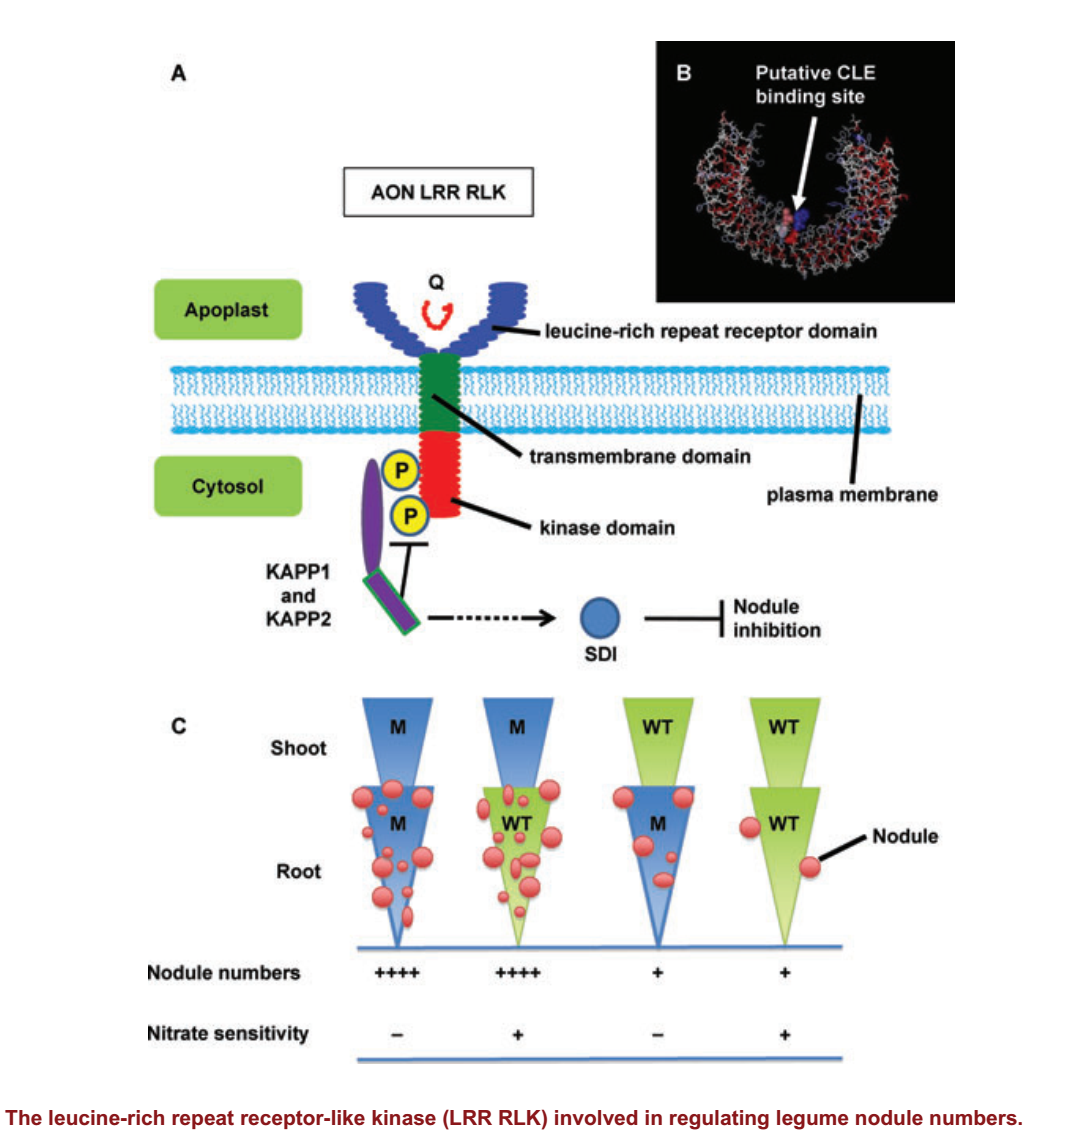 A
B
Putative CLE
binding site
AON LRR RLK
Q
Apoplast
leucine-rich repeat receptor domain
transmembrane domain
P
Cytosol
plasma membrane
P
kinase domain
KAPP1
and
KAPP2
Nodule
inhibition
SDI
C
M
M
WT
WT
Shoot
M
WT
M
WT
Nodule
Root
Nodule numbers ++++ ++++ + +
Nitrate sensitivity – + – +
The leucine-rich repeat receptor-like kinase (LRR RLK) involved in regulating legume nodule numbers.